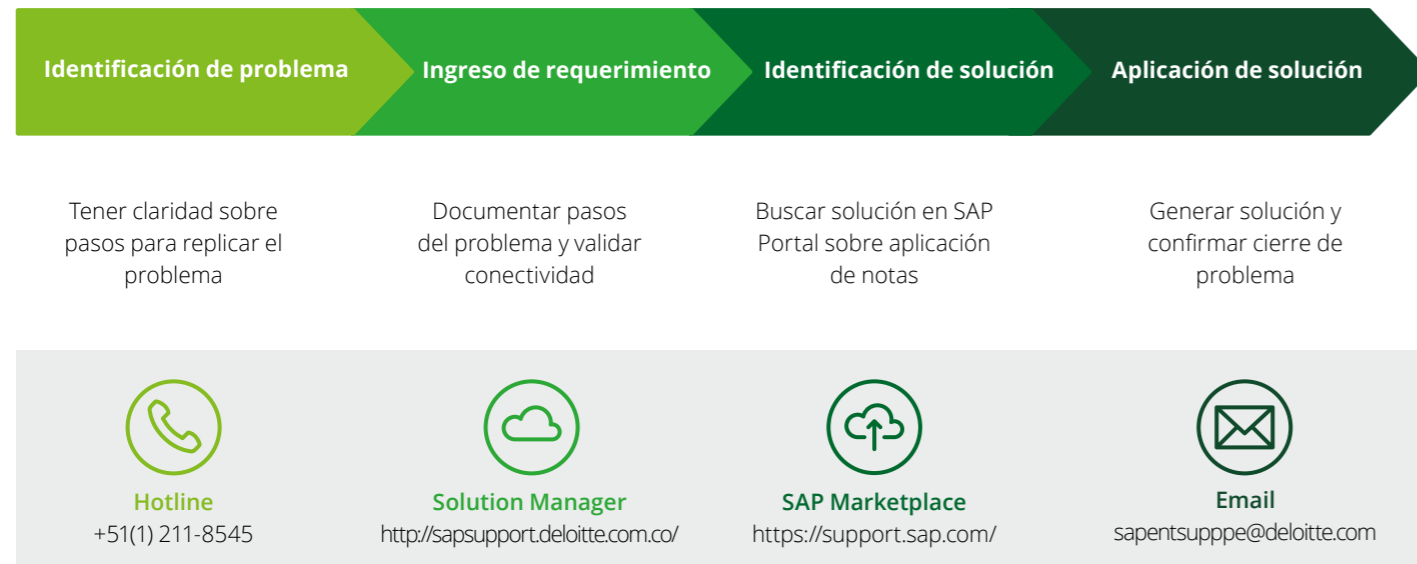 Identificación de problema
Ingreso de requerimiento
Identificación de solución
Aplicación de solución
Tener claridad sobre
pasos para replicar el
problema
Documentar pasos
del problema y validar
conectividad
Buscar solución en SAP
Portal sobre aplicación
de notas
Generar solución y
confirmar cierre de
problema
Hotline
+51(1) 211-8545
Solution Manager
http://sapsupport.deloitte.com.co/
SAP Marketplace
https://support.sap.com/
Email
sapentsupppe@deloitte.com